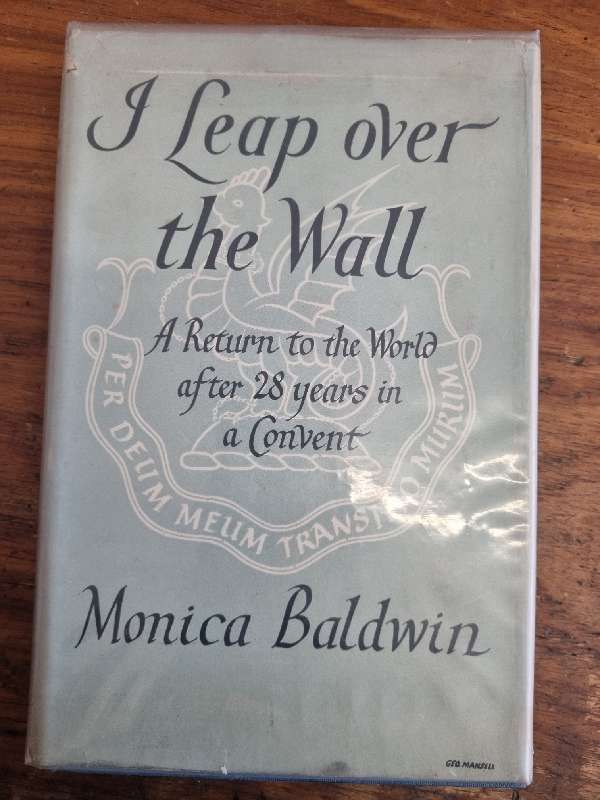 I Leap over
the Wall
A Return to the World
after 28 years in
a Convent
PER DEUM MEUM TRANSILIO MURUM
Monica Baldwin
GEO. MANSELL